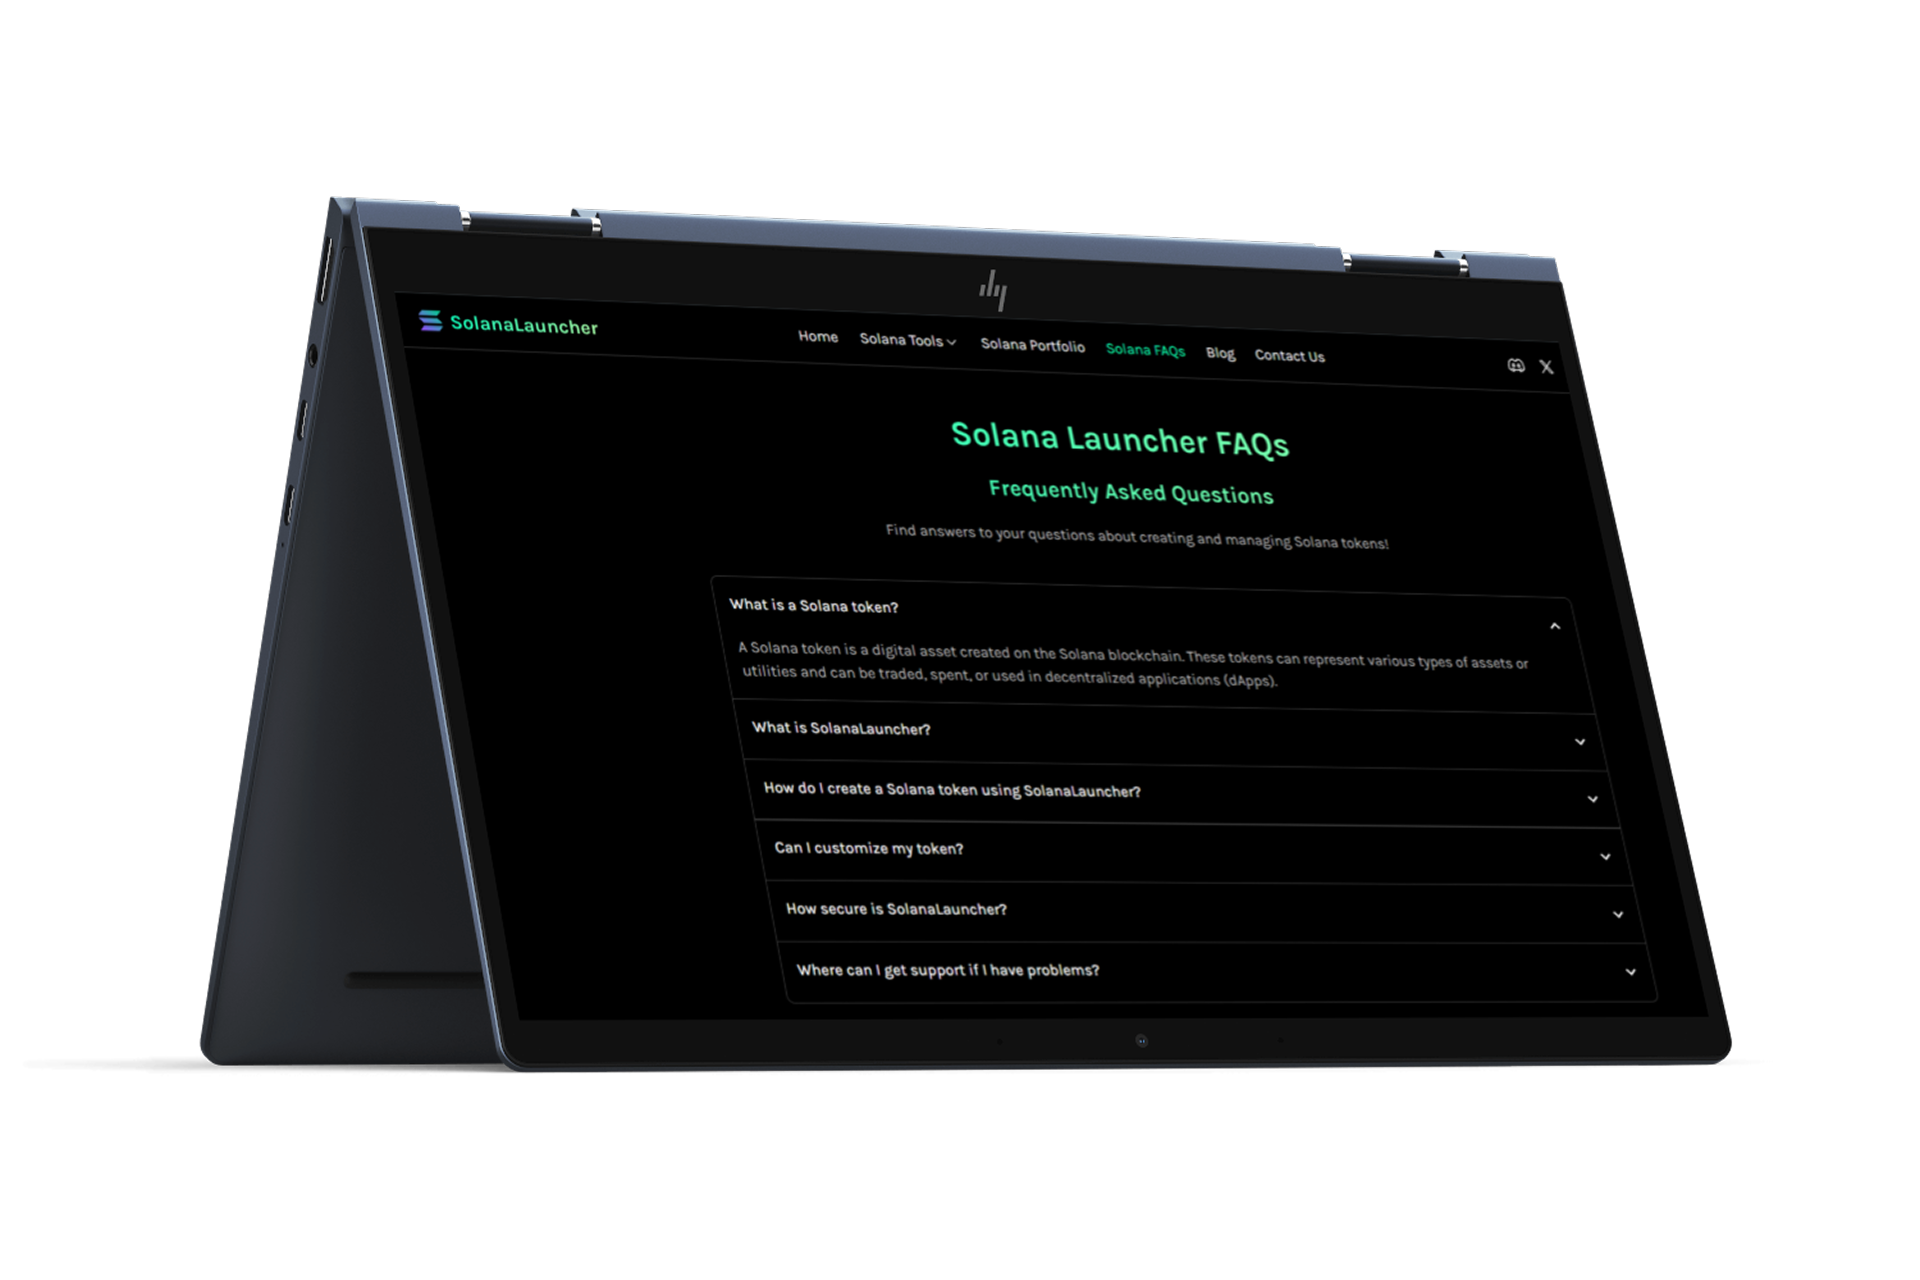 SolanaLauncher
Home Solana Tools Solana Portfolio Solana FAQs Blog Contact Us
Solana Launcher FAQs
Frequently Asked Questions
Find answers to your questions about creating and managing Solana tokens!
What is a Solana token?
A Solana token is a digital asset created on the Solana blockchain. These tokens can represent various types of assets or
utilities and can be traded, spent, or used in decentralized applications (dApps).
What is SolanaLauncher?
How do I create a Solana token using SolanaLauncher?
Can I customize my token?
How secure is SolanaLauncher?
Where can I get support if I have problems?